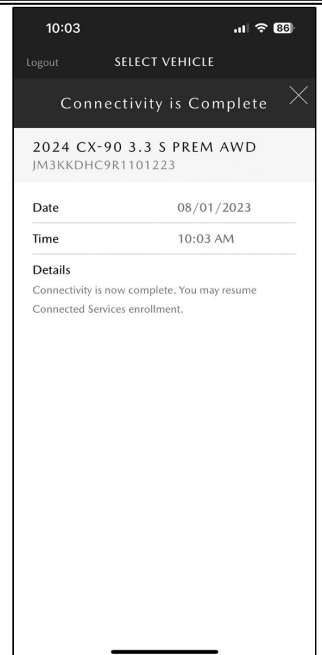 10:03
86
Logout
SELECT VEHICLE
Connectivity is Complete
2024 CX-90 3.3 S PREM AWD
JM3KKDHC9R1101223
Date 08/01/2023
Time 10:03 AM
Details
Connectivity is now complete. You may resume
Connected Services enrollment.